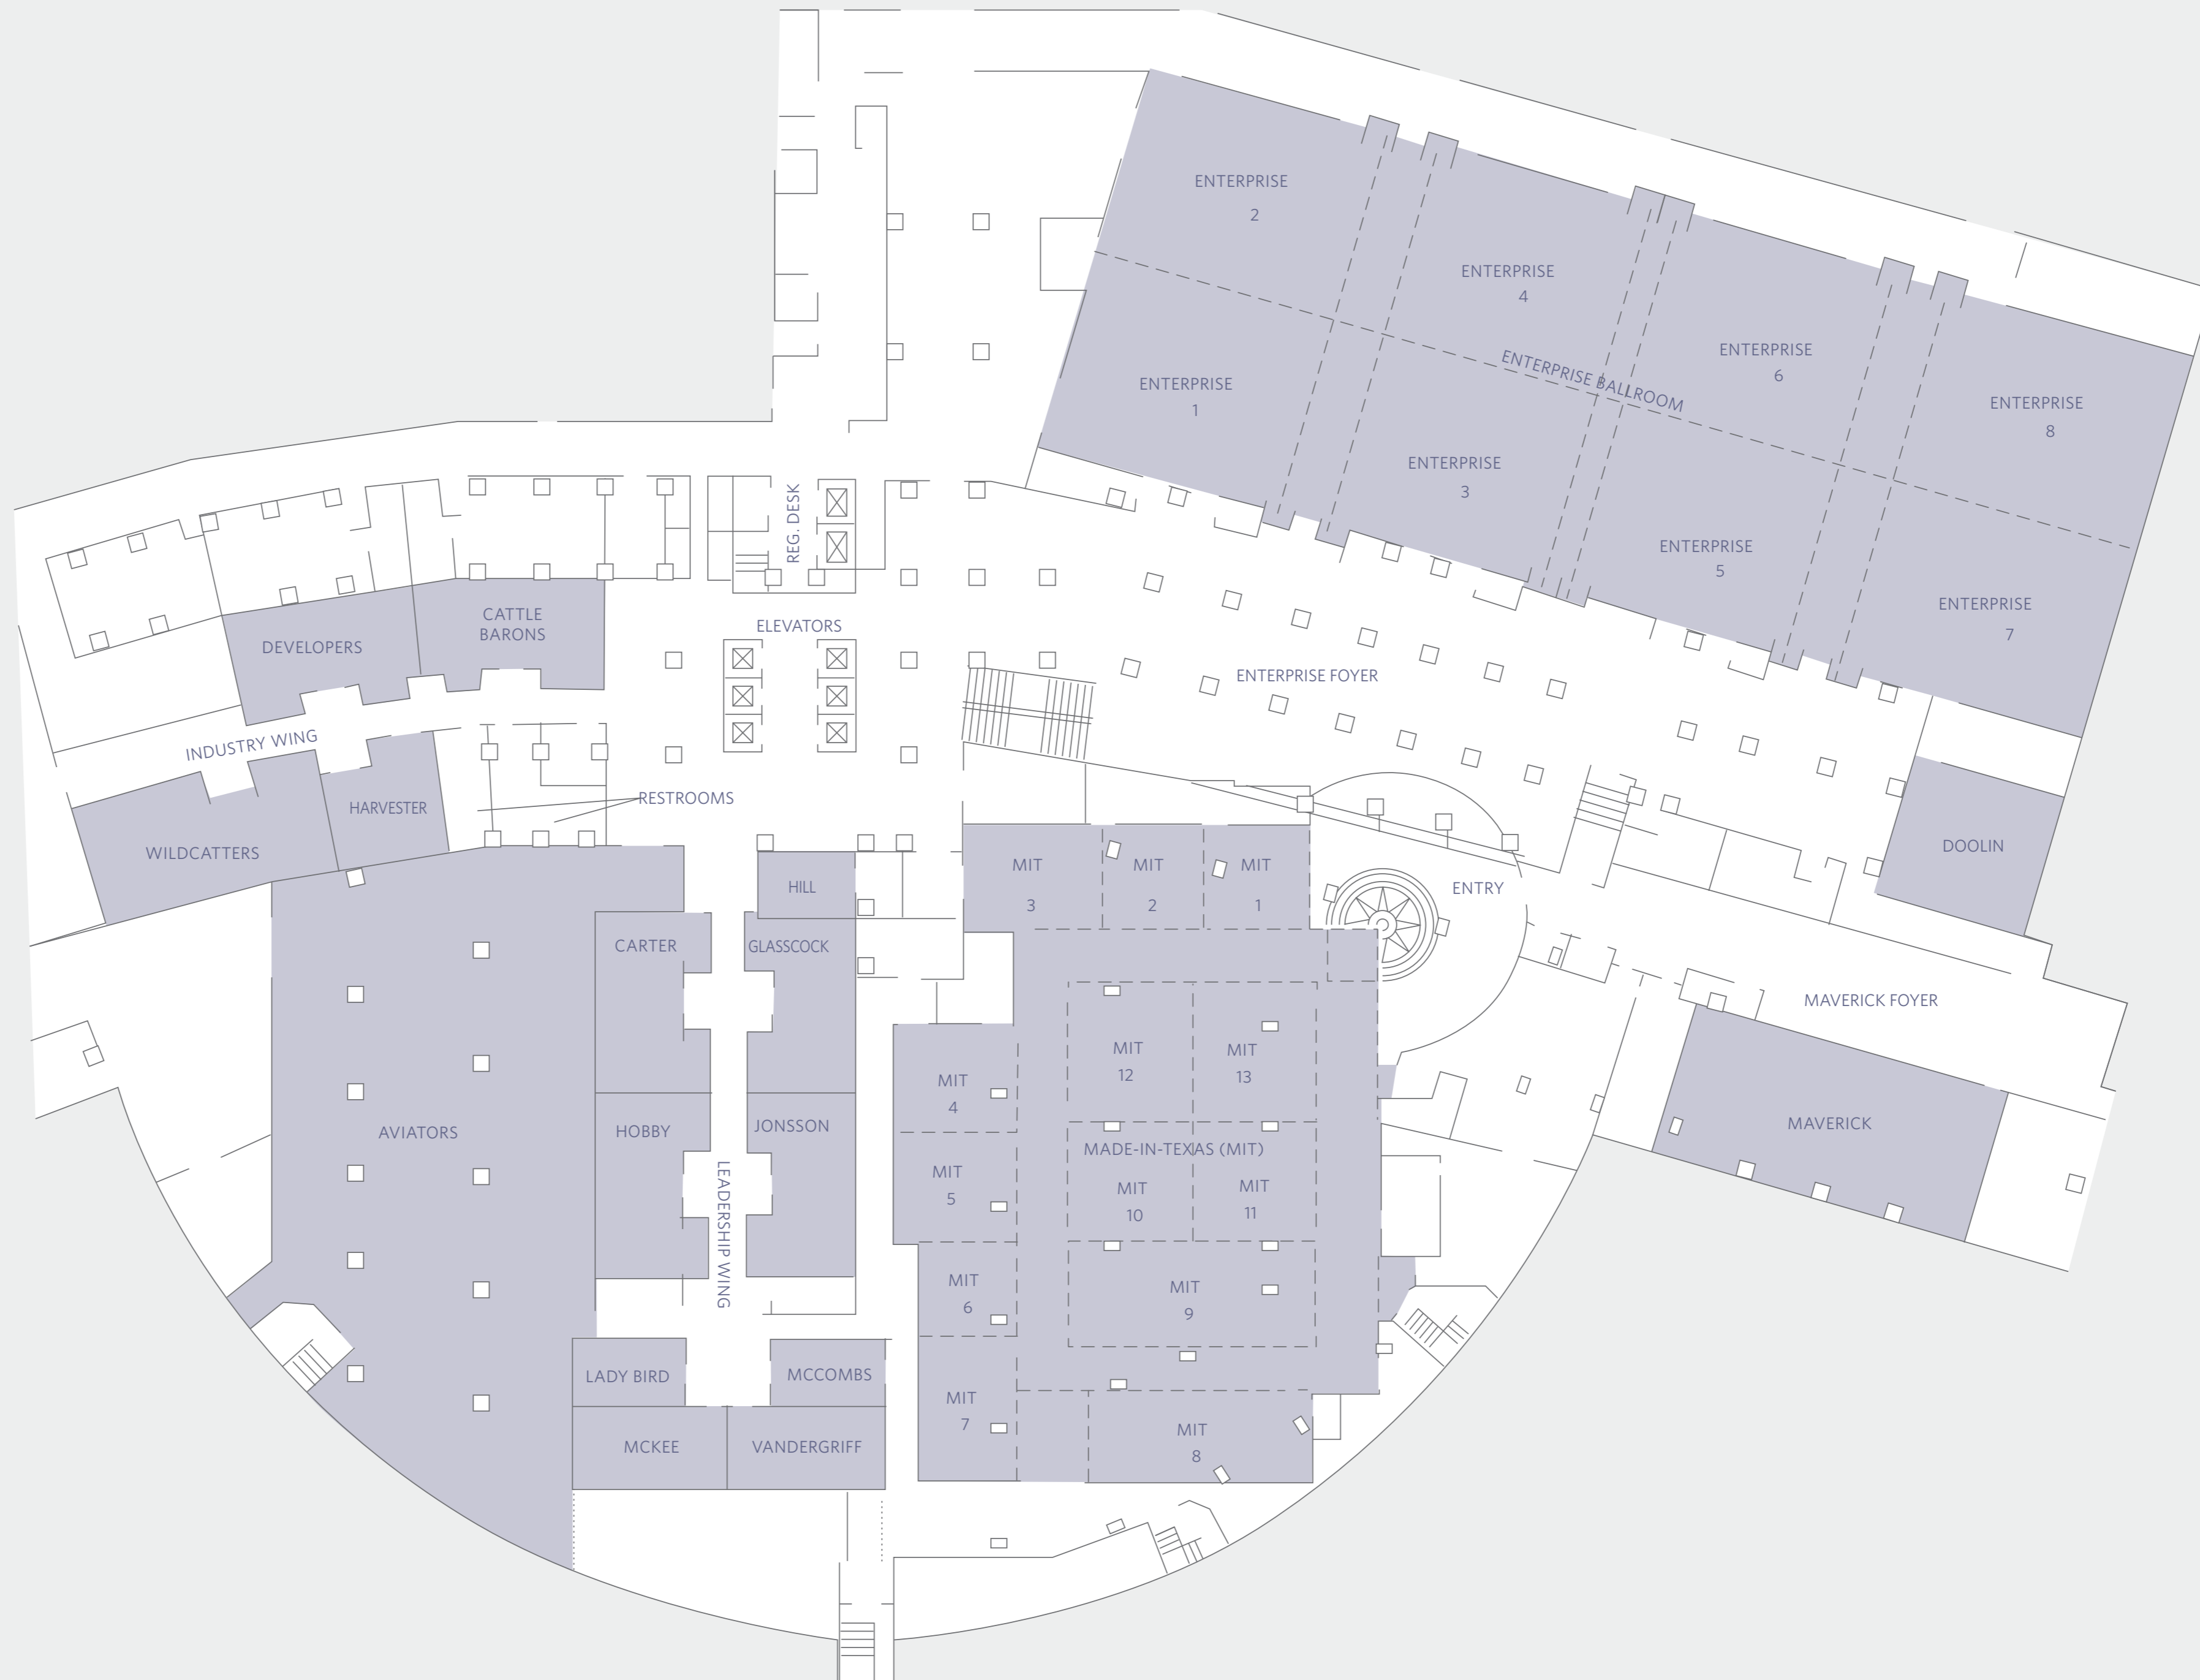 ENTERPRISE
2
ENTERPRISE
4
ENTERPRISE
6
ENTERPRISE
8
ENTERPRISE BALLROOM
ENTERPRISE
1
ENTERPRISE
3
ENTERPRISE
5
ENTERPRISE
7
REG. DESK
ELEVATORS
ENTERPRISE FOYER
CATTLE
BARONS
DEVELOPERS
INDUSTRY WING
HARVESTER
WILDCATTERS
RESTROOMS
DOOLIN
ENTRY
MAVERICK FOYER
MAVERICK
HILL
CARTER
GLASSCOCK
AVIATORS
HOBBY
JONSSON
LEADERSHIP WING
LADY BIRD
MCCOMBS
MCKEE
VANDERGRIFF
MIT
3
MIT
2
MIT
1
MIT
12
MIT
13
MIT
4
MADE-IN-TEXAS (MIT)
MIT
5
MIT
10
MIT
11
MIT
6
MIT
9
MIT
7
MIT
8